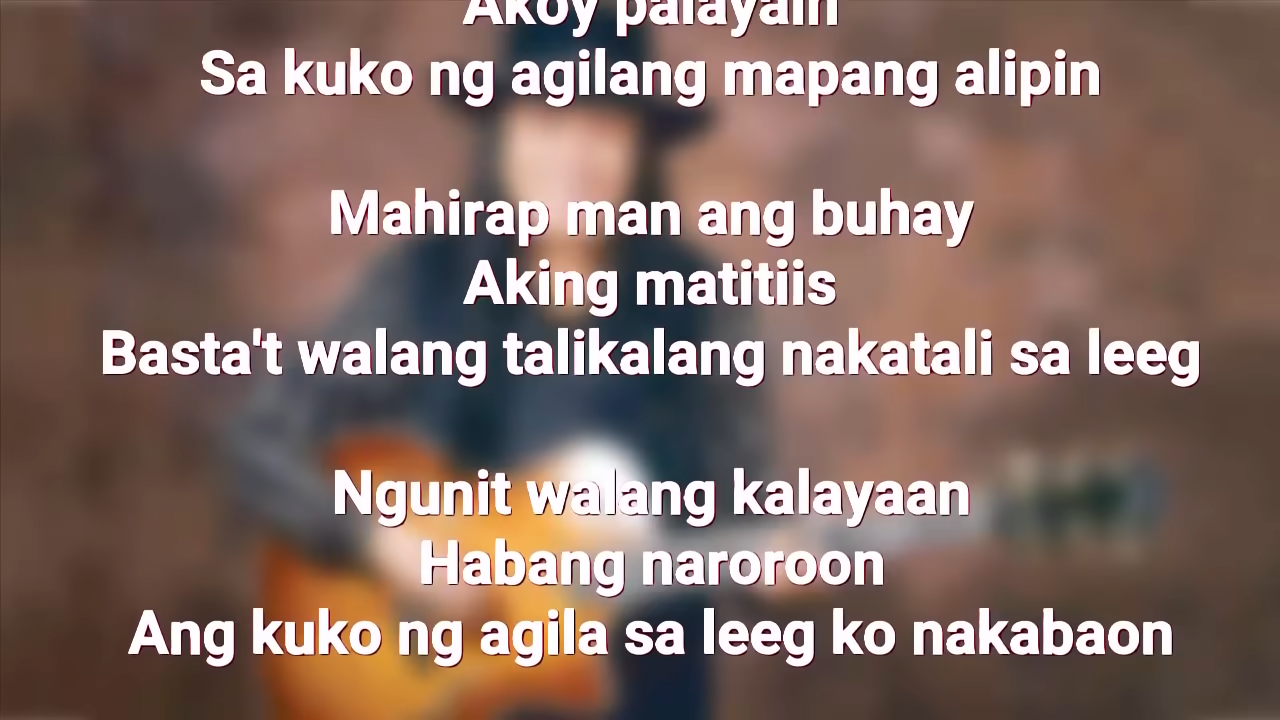 Akoy palayain
Sa kuko ng agilang mapang alipin
Mahirap man ang buhay
Aking matitiis
Basta't walang talikalang nakatali sa leeg
Ngunit walang kalayaan
Habang naroroon
Ang kuko ng agila sa leeg ko nakabaon